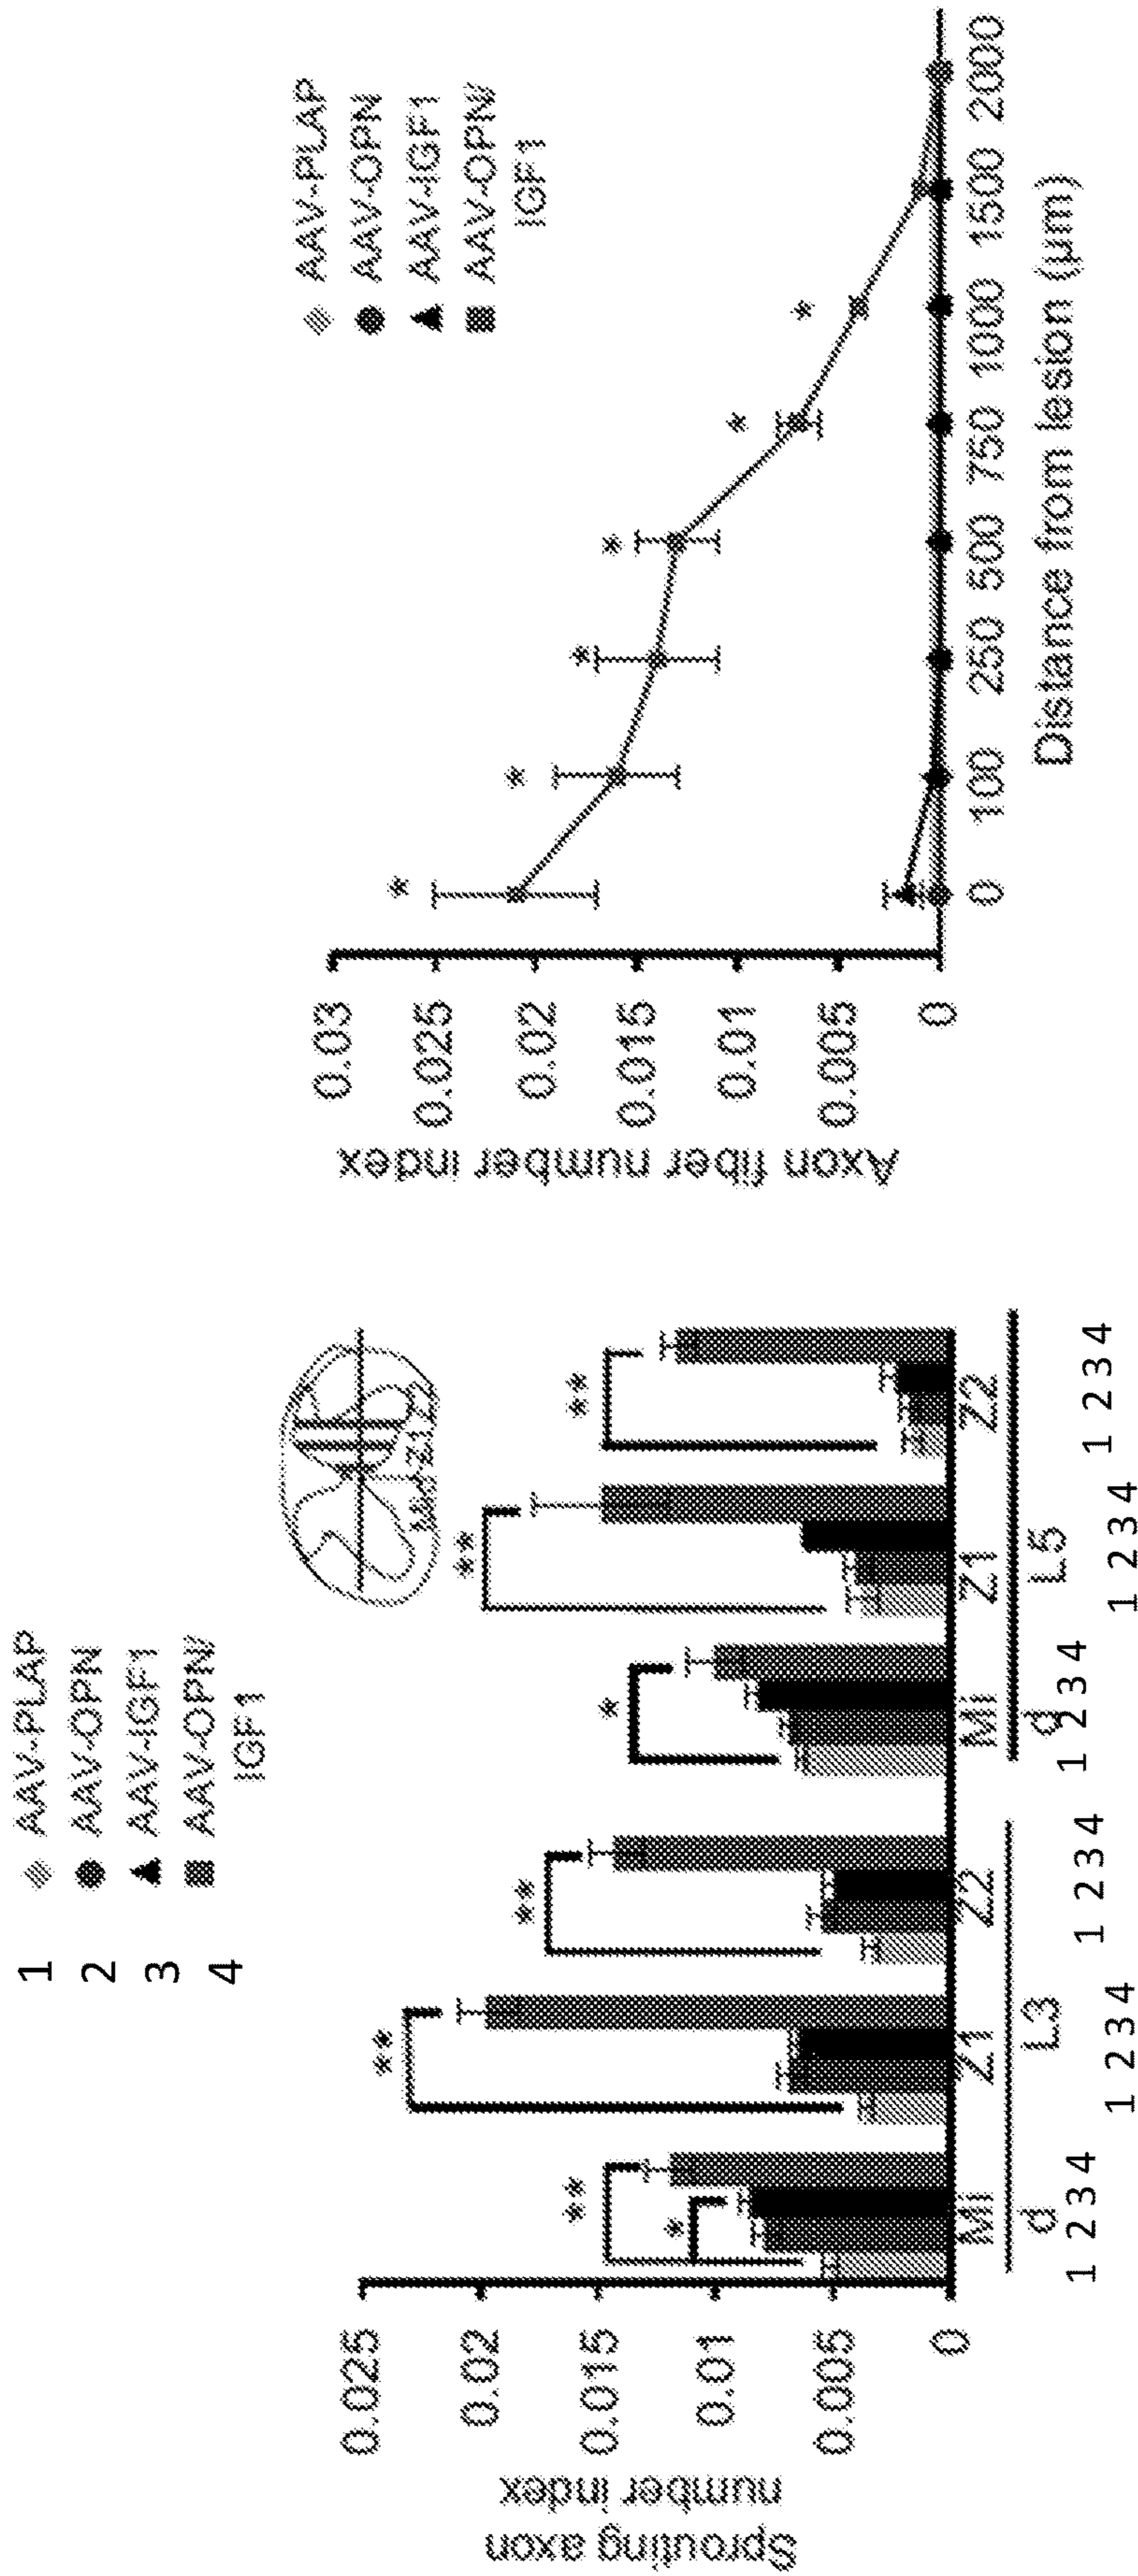 1 AAV-PLAP
2 AAV-OPN
3 AAV-IGF1
4 AAV-OPN/
IGF1
Sprouting axon
number index
0.025
0.02
0.015
0.01
0.005
0
** * ** ** * ** **
Mid Z1 Z2
Mi
d
Z1
Z2
Mi
d
Z1
Z2
L3
L5
1 2 3 4
1 2 3 4
1 2 3 4
1 2 3 4
1 2 3 4
1 2 3 4
AAV-PLAP
AAV-OPN
AAV-IGF1
AAV-OPN/
IGF1
Axon fiber number index
0.03
0.025
0.02
0.015
0.01
0.005
0
* * * * * *
0 100 250 500 750 1000 1500 2000
Distance from lesion (µm)